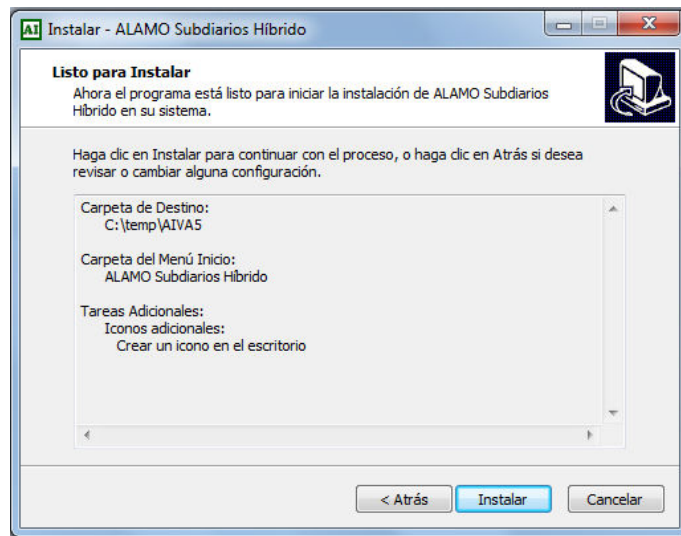 AI Instalar - ALAMO Subdiarios Híbrido
Listo para Instalar
Ahora el programa está listo para iniciar la instalación de ALAMO Subdiarios
Híbrido en su sistema.
Haga clic en Instalar para continuar con el proceso, o haga clic en Atrás si desea
revisar o cambiar alguna configuración.
Carpeta de Destino:
C:\temp\AIVA5
Carpeta del Menú Inicio:
ALAMO Subdiarios Híbrido
Tareas Adicionales:
Iconos adicionales:
Crear un icono en el escritorio
< Atrás Instalar Cancelar